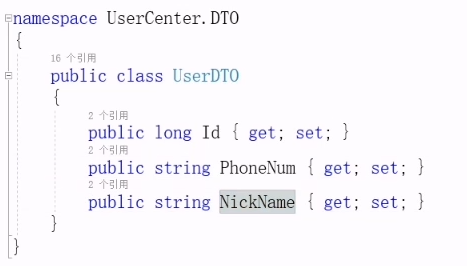 namespace UserCenter.DTO
{
16 个引用
public class UserDTO
{
2 个引用
public long Id { get; set; }
2 个引用
public string PhoneNum { get; set; }
2 个引用
public string NickName { get; set; }
}
}